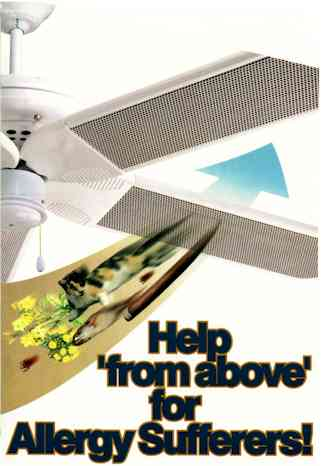 Help
'from above'
for
Allergy Sufferers!